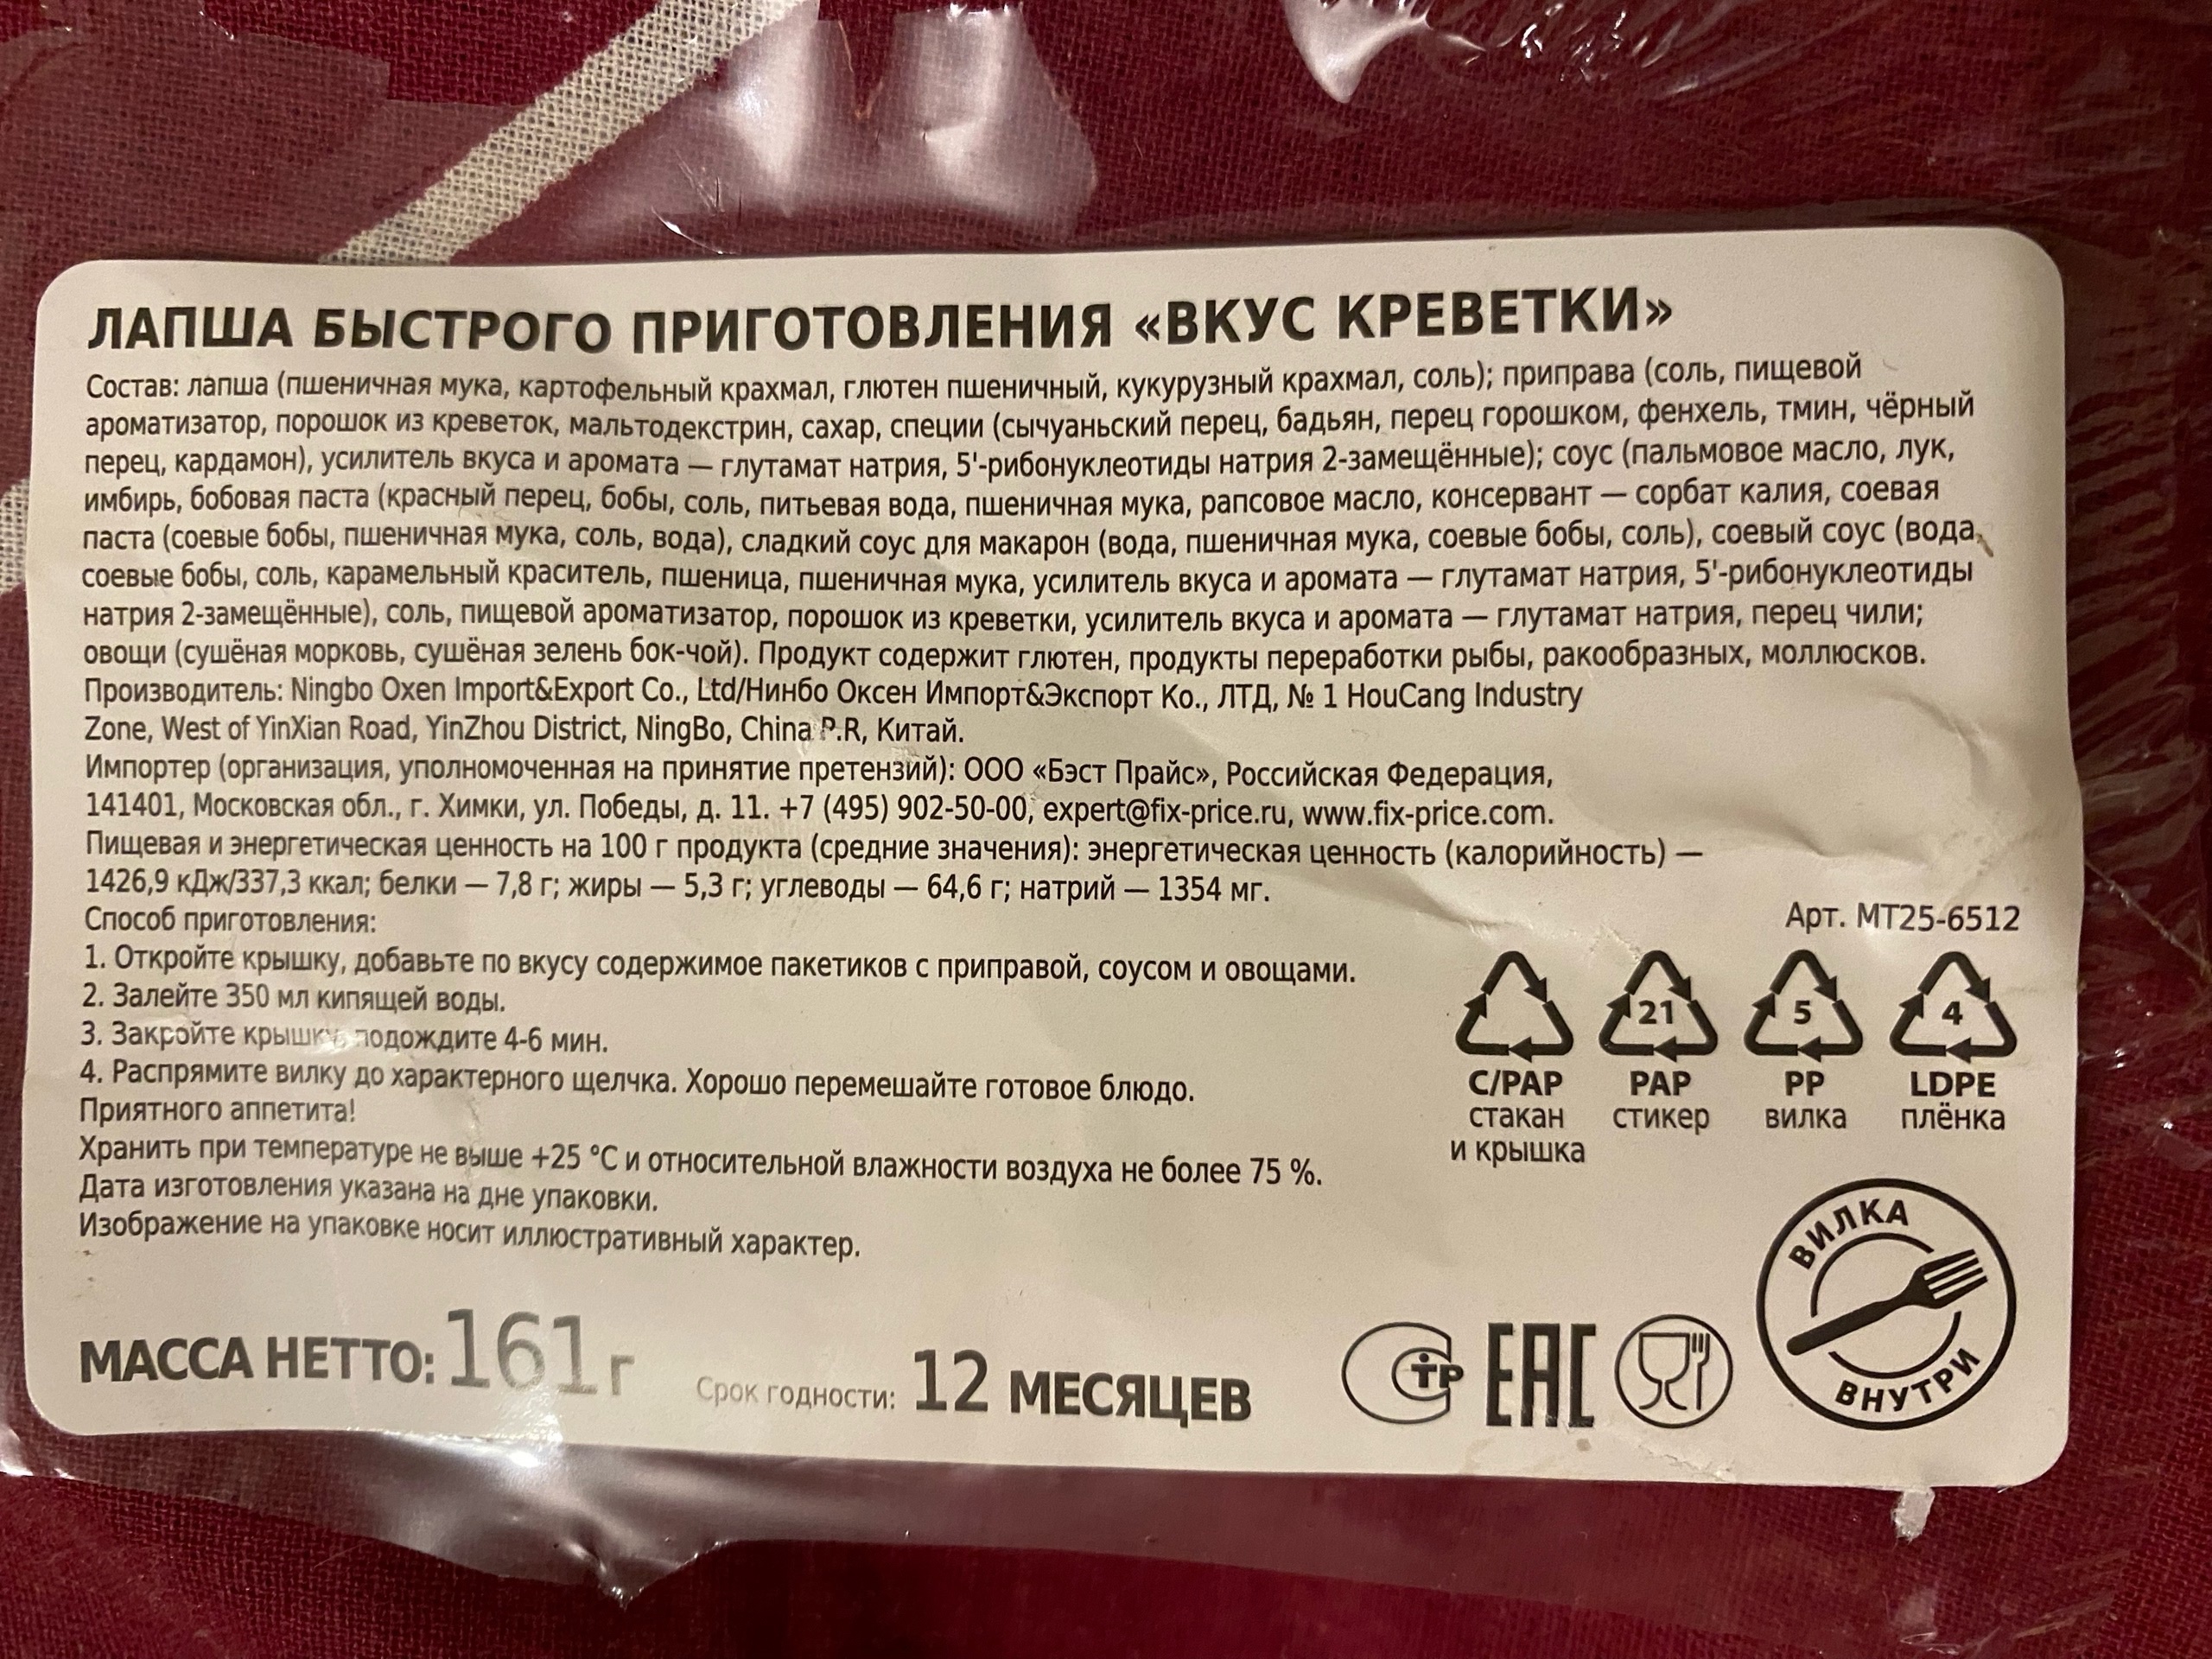 ЛАПША БЫСТРОГО ПРИГОТОВЛЕНИЯ «ВКУС КРЕВЕТКИ»
Состав: лапша (пшеничная мука, картофельный крахмал, глютен пшеничный, кукурузный крахмал, соль); приправа (соль, пищевой
ароматизатор, порошок из креветок, мальтодекстрин, сахар, специи (сычуаньский перец, бадьян, перец горошком, фенхель, тмин, чёрный
перец, кардамон), усилитель вкуса и аромата — глутамат натрия, 5'-рибонуклеотиды натрия 2-замещённые); соус (пальмовое масло, лук,
имбирь, бобовая паста (красный перец, бобы, соль, питьевая вода, пшеничная мука, рапсовое масло, консервант — сорбат калия, соевая
паста (соевые бобы, пшеничная мука, соль, вода), сладкий соус для макарон (вода, пшеничная мука, соевые бобы, соль), соевый соус (вода,
соевые бобы, соль, карамельный краситель, пшеница, пшеничная мука, усилитель вкуса и аромата — глутамат натрия, 5'-рибонуклеотиды
натрия 2-замещённые), соль, пищевой ароматизатор, порошок из креветки, усилитель вкуса и аромата — глутамат натрия, перец чили;
овощи (сушёная морковь, сушёная зелень бок-чой). Продукт содержит глютен, продукты переработки рыбы, ракообразных, моллюсков.
Производитель: Ningbo Oxen Import&Export Co., Ltd/Нинбо Оксен Импорт&Экспорт Ко., ЛТД, № 1 HouCang Industry
Zone, West of YinXian Road, YinZhou District, NingBo, China P.R, Китай.
Импортер (организация, уполномоченная на принятие претензий): ООО «Бэст Прайс», Российская Федерация,
141401, Московская обл., г. Химки, ул. Победы, д. 11. +7 (495) 902-50-00, expert@fix-price.ru, www.fix-price.com.
Пищевая и энергетическая ценность на 100 г продукта (средние значения): энергетическая ценность (калорийность) —
1426,9 кДж/337,3 ккал; белки — 7,8 г; жиры — 5,3 г; углеводы — 64,6 г; натрий — 1354 мг.
Способ приготовления:
1. Откройте крышку, добавьте по вкусу содержимое пакетиков с приправой, соусом и овощами.
2. Залейте 350 мл кипящей воды.
3. Закройте крышку, подождите 4-6 мин.
4. Распрямите вилку до характерного щелчка. Хорошо перемешайте готовое блюдо.
Приятного аппетита!
Хранить при температуре не выше +25 °C и относительной влажности воздуха не более 75 %.
Дата изготовления указана на дне упаковки.
Изображение на упаковке носит иллюстративный характер.
Арт. МТ25-6512
21 5 4
C/PAP PAP PP LDPE
стакан стикер вилка плёнка
и крышка
ВИЛКА
ВНУТРИ
МАССА НЕТТО: 161 г Срок годности: 12 МЕСЯЦЕВ
СТР EAC